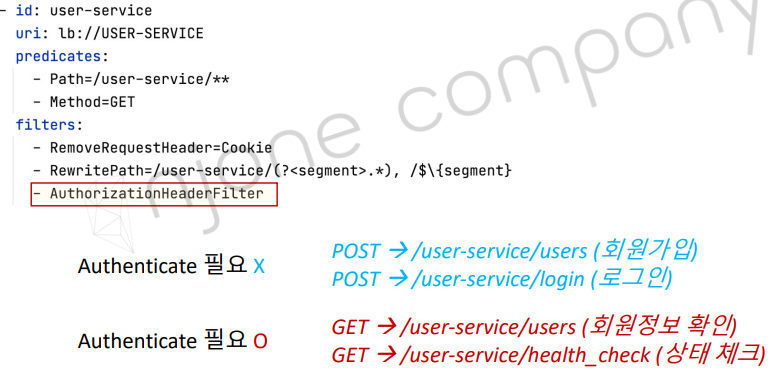 - id: user-service
uri: lb://USER-SERVICE
predicates:
- Path=/user-service/**
- Method=GET
filters:
- RemoveRequestHeader=Cookie
- RewritePath=/user-service/(?<segment>.*), /$\{segment}
- AuthorizationHeaderFilter
njone company
Authenticate 필요 X
POST → /user-service/users (회원가입)
POST → /user-service/login (로그인)
Authenticate 필요 O
GET → /user-service/users (회원정보 확인)
GET → /user-service/health_check (상태 체크)